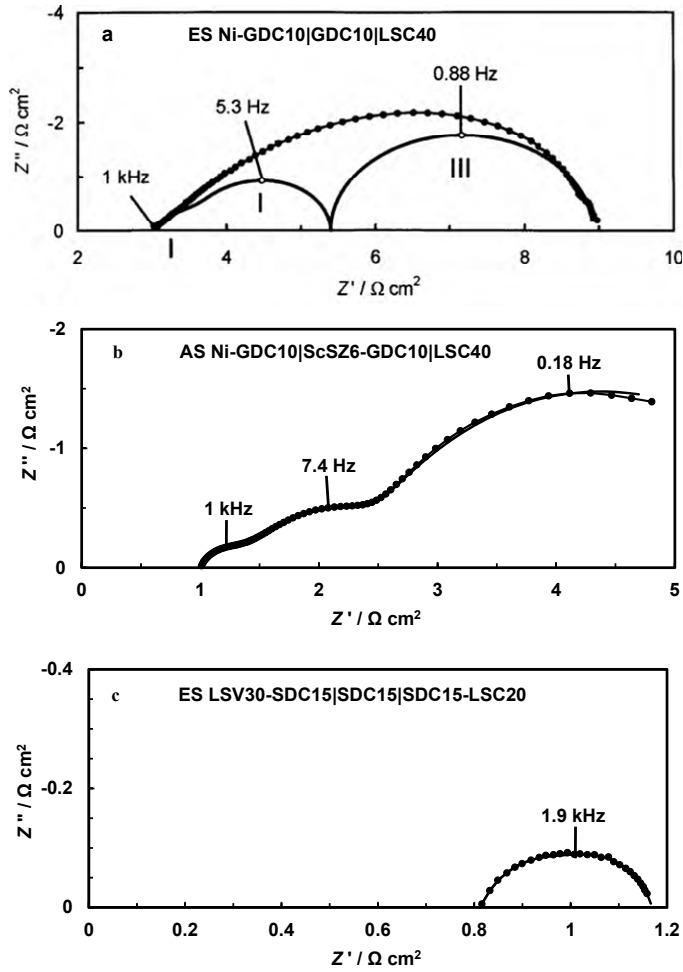 -4
a
ES Ni-GDC10|GDC10|LSC40
0.88 Hz
5.3 Hz
-2
1 kHz
I
III
0
I
2 4 6 8 10
Z'' / Ω cm²
Z' / Ω cm²
-2
b
AS Ni-GDC10|ScSZ6-GDC10|LSC40
0.18 Hz
-1
7.4 Hz
1 kHz
0
0 1 2 3 4 5
Z'' / Ω cm²
Z' / Ω cm²
-0.4
c
ES LSV30-SDC15|SDC15|SDC15-LSC20
-0.2
1.9 kHz
0
0 0.2 0.4 0.6 0.8 1 1.2
Z'' / Ω cm²
Z' / Ω cm²